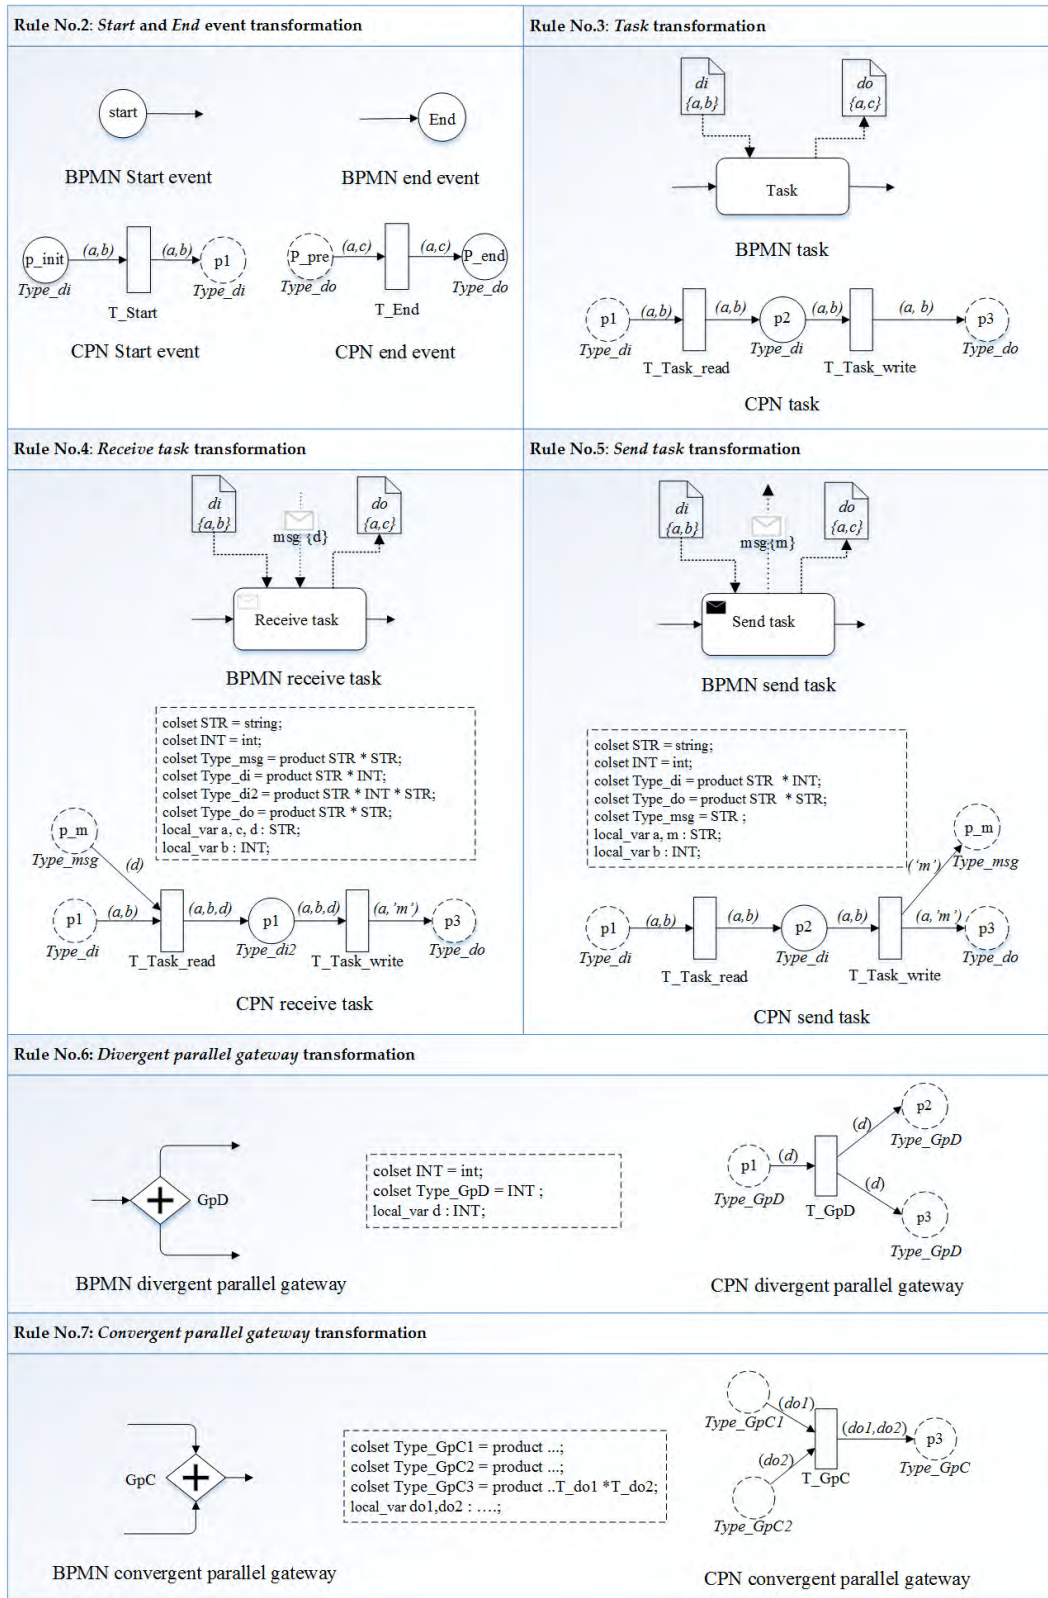 Rule No.2: Start and End event transformation
start
End
BPMN Start event
BPMN end event
p_init
(a,b)
(a,b)
p1
Type_di
Type_di
T_Start
CPN Start event
P_pre
(a,c)
(a,c)
P_end
Type_do
Type_do
T_End
CPN end event
Rule No.3: Task transformation
di
{a,b}
do
{a,c}
Task
BPMN task
p1
(a,b)
(a,b)
p2
(a,b)
(a, b)
p3
Type_di
Type_di
Type_do
T_Task_read
T_Task_write
CPN task
Rule No.4: Receive task transformation
di
{a,b}
msg {d}
do
{a,c}
Receive task
BPMN receive task
colset STR = string;
colset INT = int;
colset Type_msg = product STR * STR;
colset Type_di = product STR * INT;
colset Type_di2 = product STR * INT * STR;
colset Type_do = product STR * STR;
local_var a, c, d : STR;
local_var b : INT;
p_m
Type_msg
(d)
p1
(a,b)
(a,b,d)
p1
(a,b,d)
(a,'m')
p3
Type_di
Type_di2
Type_do
T_Task_read
T_Task_write
CPN receive task
Rule No.5: Send task transformation
di
{a,b}
msg{m}
do
{a,c}
Send task
BPMN send task
colset STR = string;
colset INT = int;
colset Type_di = product STR * INT;
colset Type_do = product STR * STR;
colset Type_msg = STR ;
local_var a, m : STR;
local_var b : INT;
p_m
Type_msg
('m')
p1
(a,b)
(a,b)
p2
(a,b)
(a,'m')
p3
Type_di
Type_di
Type_do
T_Task_read
T_Task_write
CPN send task
Rule No.6: Divergent parallel gateway transformation
GpD
BPMN divergent parallel gateway
colset INT = int;
colset Type_GpD = INT ;
local_var d : INT;
p2
Type_GpD
(d)
p1
(d)
Type_GpD
T_GpD
(d)
p3
Type_GpD
CPN divergent parallel gateway
Rule No.7: Convergent parallel gateway transformation
GpC
BPMN convergent parallel gateway
colset Type_GpC1 = product ...;
colset Type_GpC2 = product ...;
colset Type_GpC3 = product ..T_do1 *T_do2;
local_var do1,do2 : ....;
(do1)
Type_GpC1
(do1,do2)
p3
Type_GpC
(do2)
T_GpC
Type_GpC2
CPN convergent parallel gateway